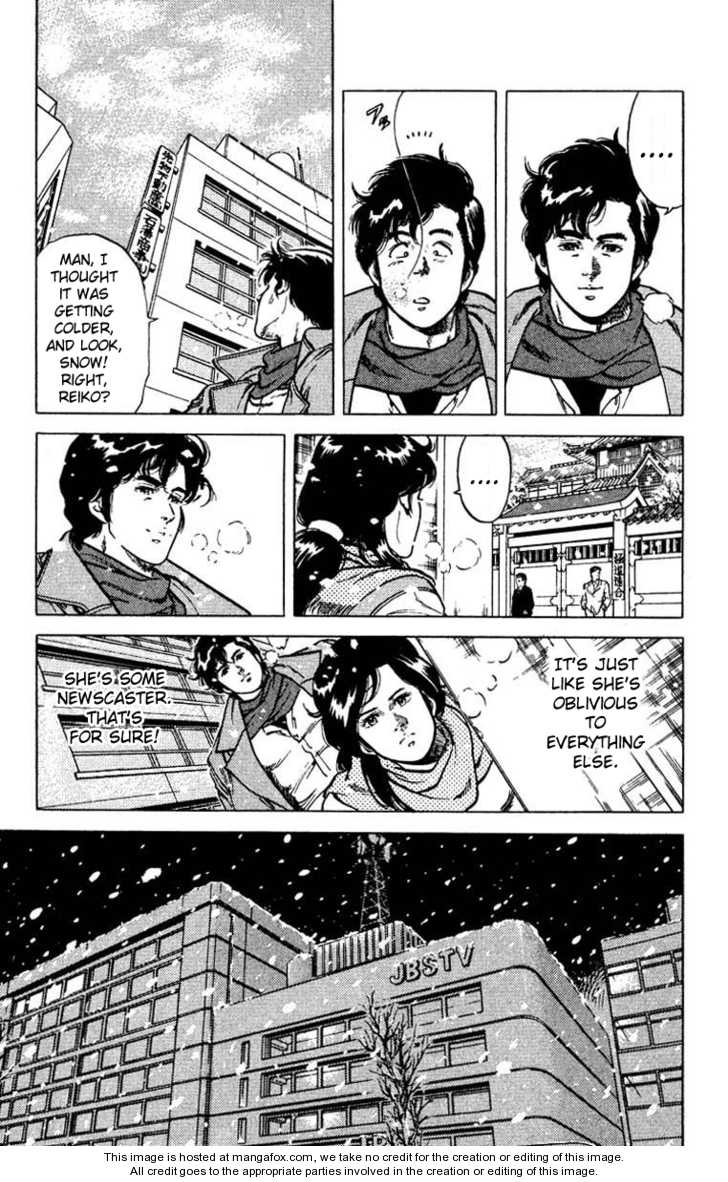 MAN, I
THOUGHT
IT WAS
GETTING
COLDER,
AND LOOK,
SNOW!
RIGHT,
REIKO?
....
....
....
SHE'S SOME
NEWSCASTER.
THAT'S
FOR SURE!
IT'S JUST
LIKE SHE'S
OBLIVIOUS
TO
EVERYTHING
ELSE.
JBSTV
This image is hosted at mangafox.com, we take no credit for the creation or editing of this image.
All credit goes to the appropriate parties involved in the creation or editing of this image.